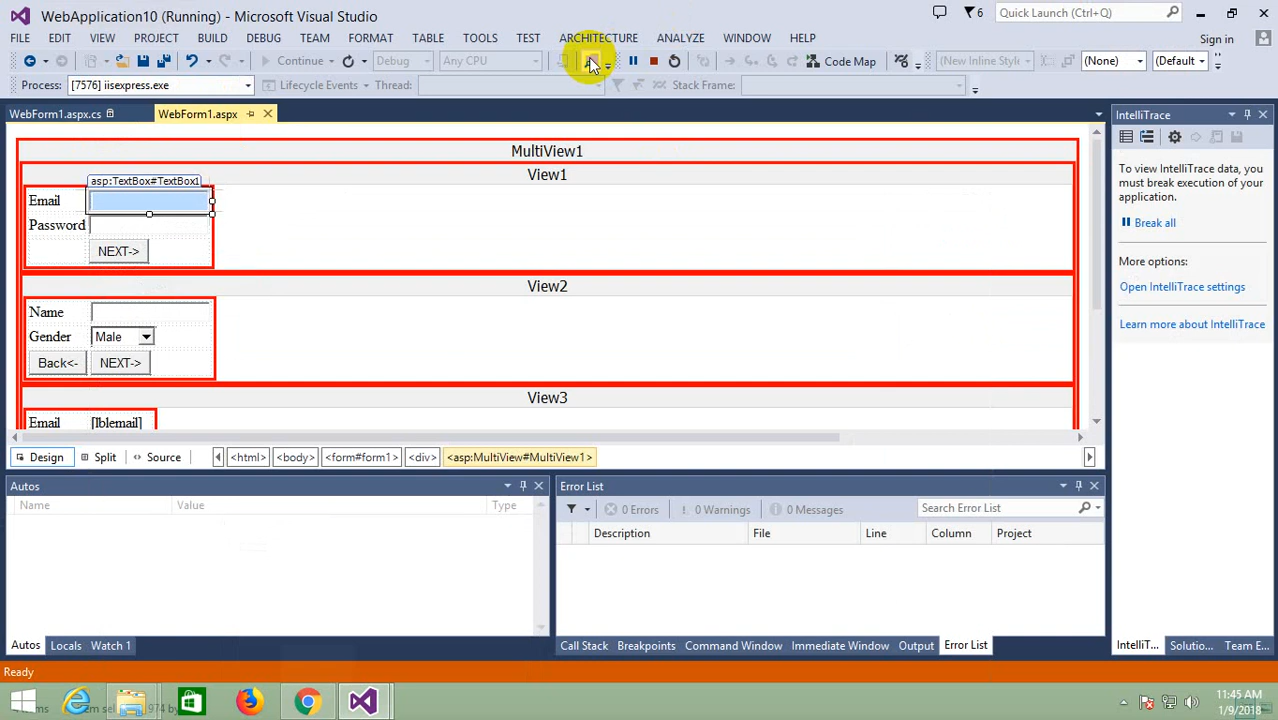 WebApplication10 (Running) - Microsoft Visual Studio
6
Quick Launch (Ctrl+Q)
FILE EDIT VIEW PROJECT BUILD DEBUG TEAM FORMAT TABLE TOOLS TEST ARCHITECTURE ANALYZE WINDOW HELP
Sign in
Continue Debug Any CPU Code Map (New Inline Style (None) (Default
Process: [7576] iisexpress.exe Lifecycle Events Thread: Stack Frame:
WebForm1.aspx.cs WebForm1.aspx
IntelliTrace
MultiView1
View1
asp:TextBox#TextBox1
Email
Password
NEXT->
View2
Name
Gender Male
Back<- NEXT->
View3
Email [lblemail]
To view IntelliTrace data, you
must break execution of your
application.
Break all
More options:
Open IntelliTrace settings
Learn more about IntelliTrace
Design Split Source <html> <body> <form#form1> <div> <asp:MultiView#MultiView1>
Autos
Name Value Type
Error List
0 Errors 0 Warnings 0 Messages Search Error List
Description File Line Column Project
Autos Locals Watch 1
Call Stack Breakpoints Command Window Immediate Window Output Error List
IntelliT... Solutio... Team E...
Ready
11:45 AM
1/9/2018